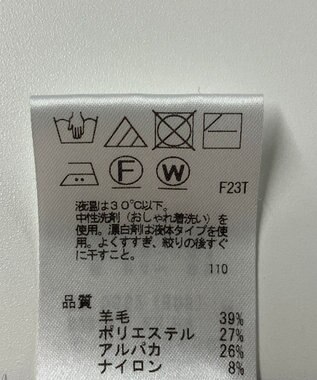 F
W
F23T
液温は30℃以下。
中性洗剤（おしゃれ着洗い）を
使用。漂白剤は液体タイプを使
用。よくすすぎ、絞りの後すぐ
に干すこと。
110
品質
羊毛 39%
ポリエステル 27%
アルパカ 26%
ナイロン 8%